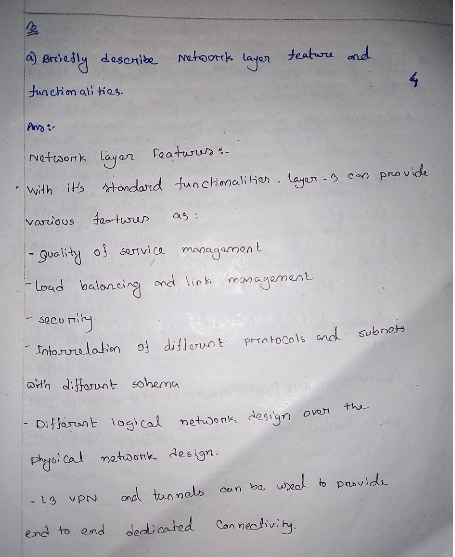 3
a) Briefly describe Network layer feature and
functionalities. 4
Ans :-
Network layer Features :-
With it's standard functionalities, layer-3 can provide
various features as :
- Quality of service management
- Load balancing and link management
- security
- Interrelation of different protocols and subnets
with different schema
- Different logical network design over the
physical network design.
- L3 VPN and tunnels can be used to provide
end to end dedicated connectivity.